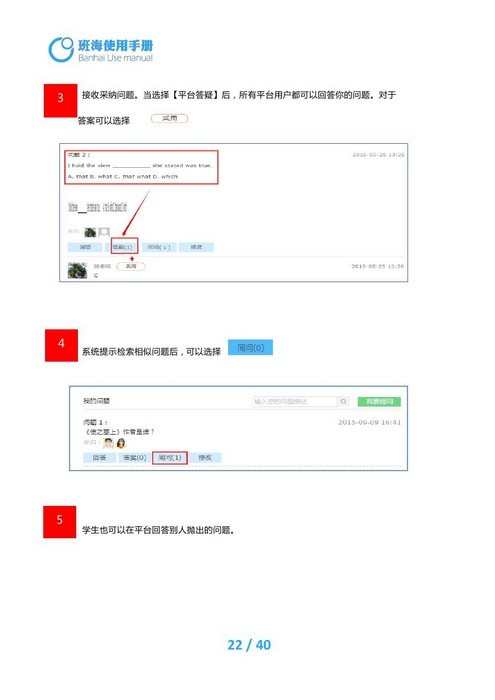 班海使用手册
Banhai Use manual
3
接收采纳问题。当选择【平台答疑】后，所有平台用户都可以回答你的问题。对于
答案可以选择 采用
问题 2：
2015-05-25 13:25
I hold the view ____________ she stated was true.
A. that B. what C. that what D. which
回答 答案(1) 同问(1) 修改
采用
2015-05-25 13:26
C
4
系统提示检索相似问题后，可以选择 同问(0)
我的问题
输入您的问题描述
我要提问
问题 1：
2015-09-09 16:41
《使之塞上》作者是谁？
来问：
回答 答案(0) 同问(1) 修改
5
学生也可以在平台回答别人抛出的问题。
22 / 40